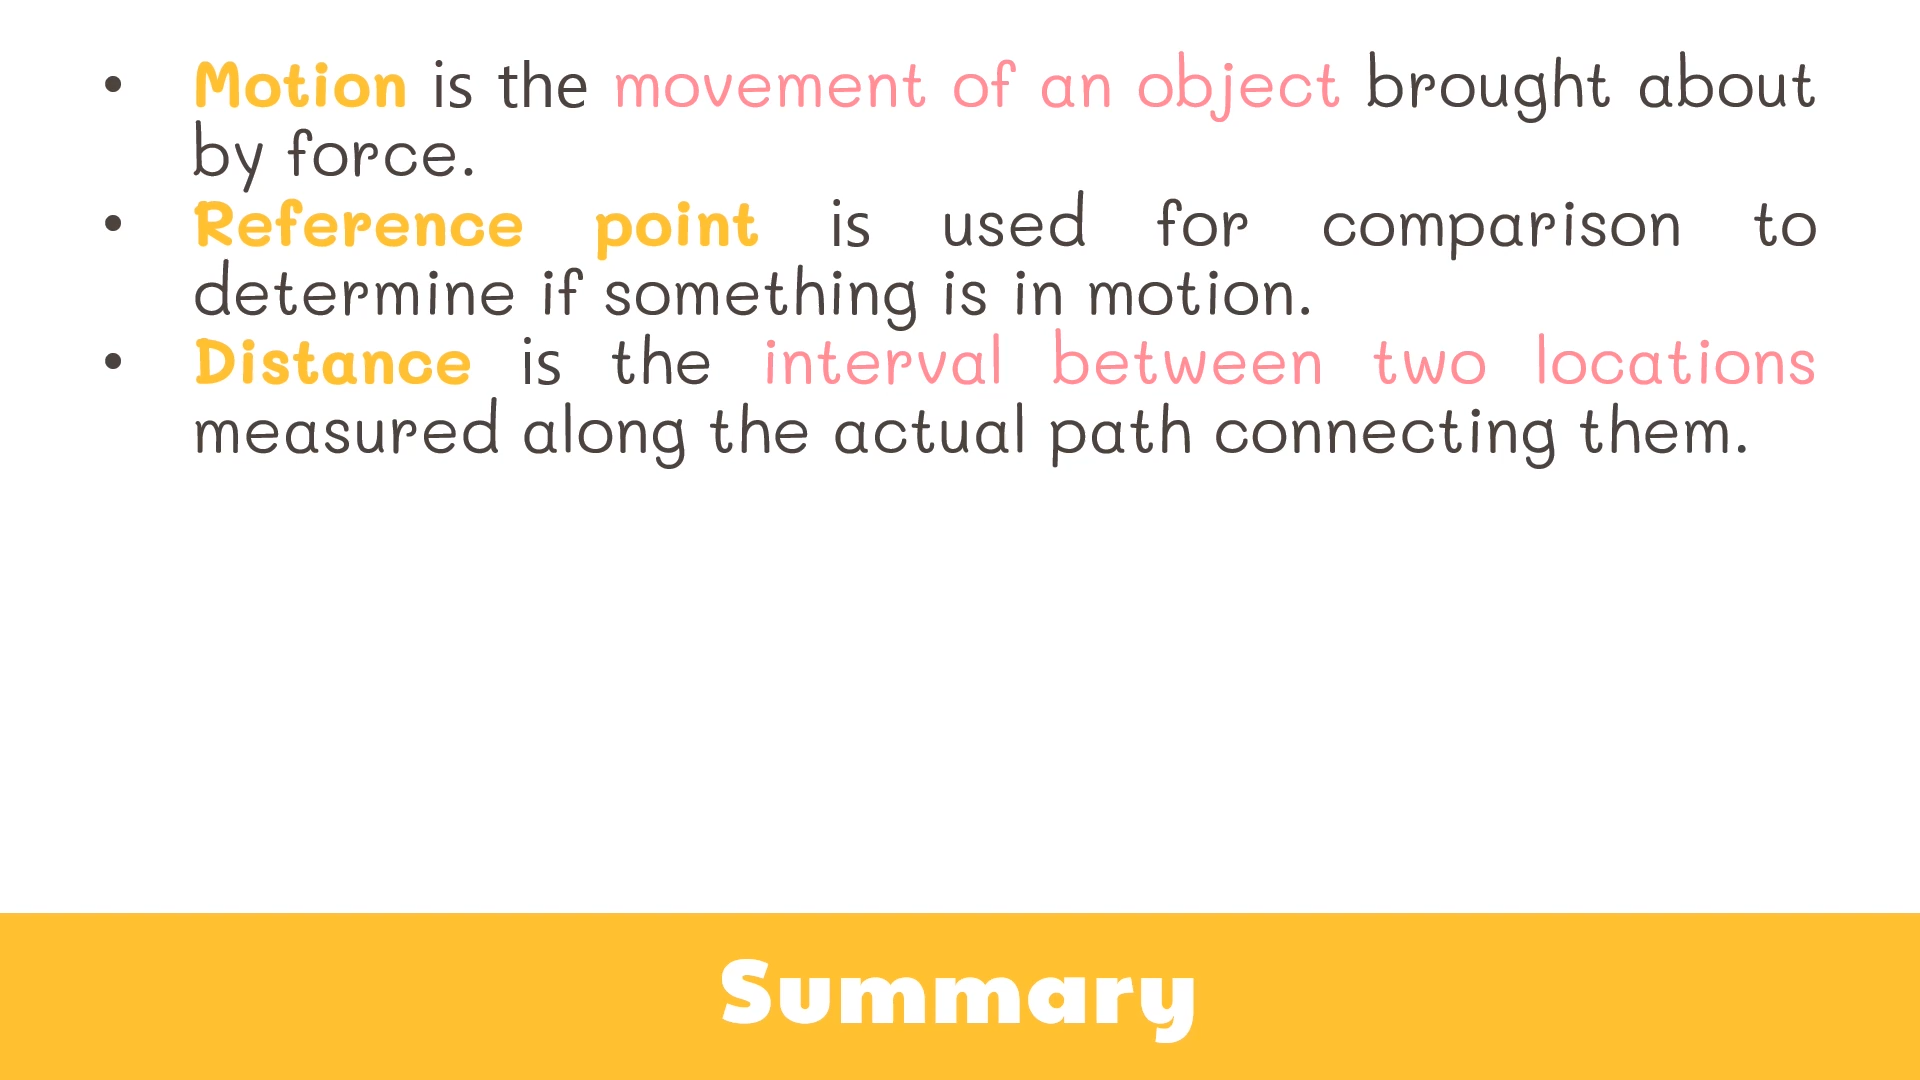 • Motion is the movement of an object brought about
by force.
• Reference point is used for comparison to
determine if something is in motion.
• Distance is the interval between two locations
measured along the actual path connecting them.
Summary